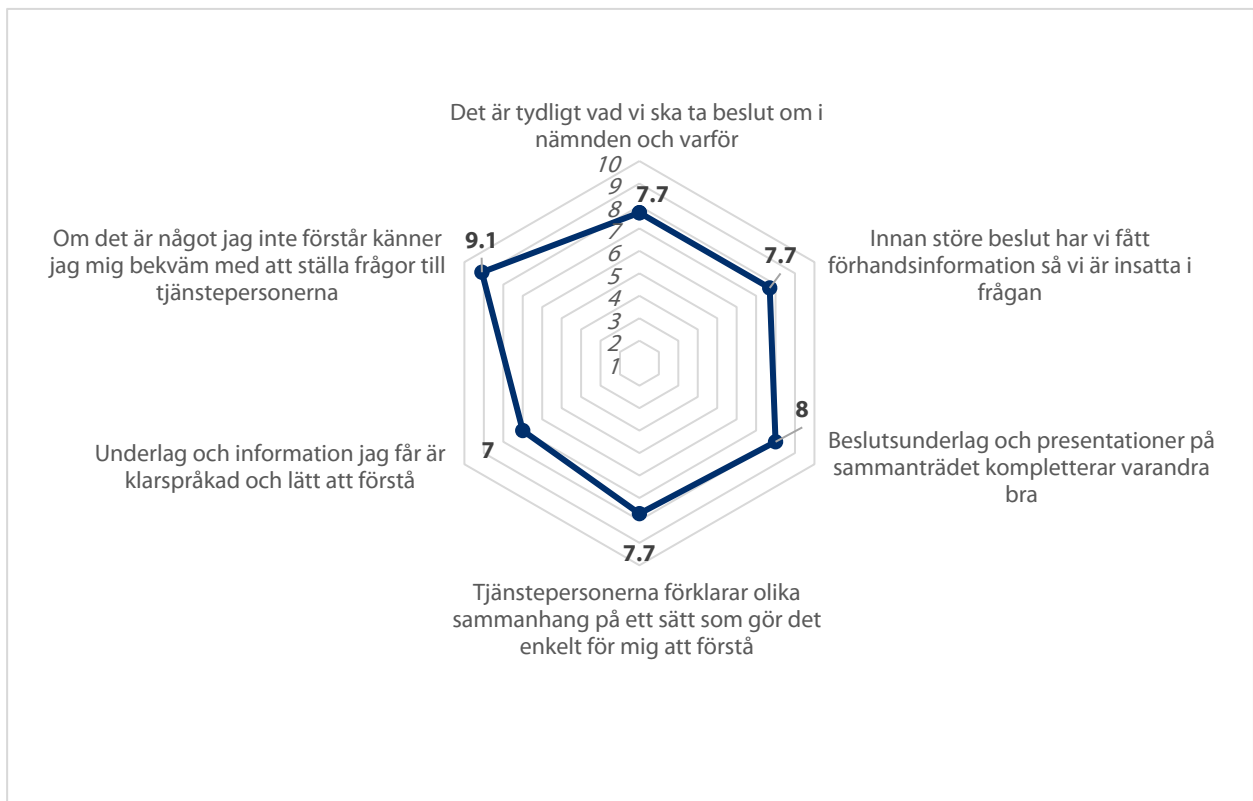 Det är tydligt vad vi ska ta beslut om i
nämnden och varför
10
9
8
7
6
5
4
3
2
1
7.7
Innan större beslut har vi fått
förhandsinformation så vi är insatta i
frågan
7.7
Beslutsunderlag och presentationer på
sammanträdet kompletterar varandra
bra
8
7.7
Tjänstepersonerna förklarar olika
sammanhang på ett sätt som gör det
enkelt för mig att förstå
Underlag och information jag får är
klarspråkad och lätt att förstå
7
Om det är något jag inte förstår känner
jag mig bekväm med att ställa frågor till
tjänstepersonerna
9.1